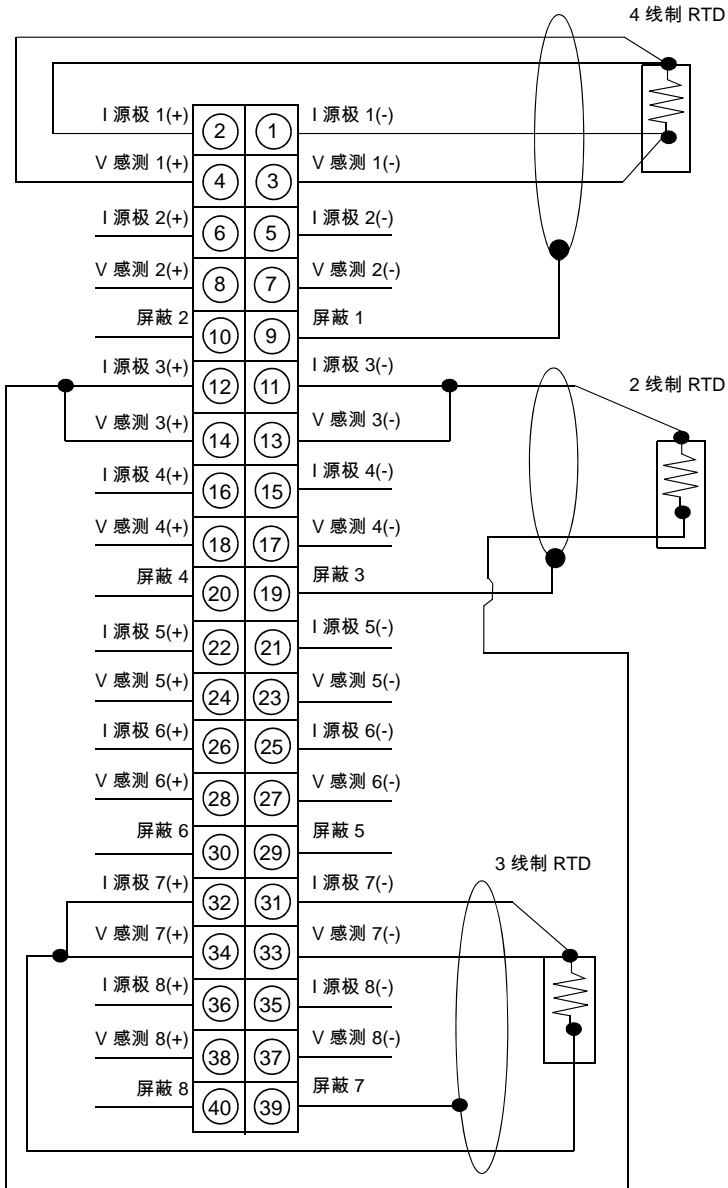 4 线制 RTD
I 源极 1(+) 2 1 I 源极 1(-)
V 感测 1(+) 4 3 V 感测 1(-)
I 源极 2(+) 6 5 I 源极 2(-)
V 感测 2(+) 8 7 V 感测 2(-)
屏蔽 2 10 9 屏蔽 1
I 源极 3(+) 12 11 I 源极 3(-)
2 线制 RTD
V 感测 3(+) 14 13 V 感测 3(-)
I 源极 4(+) 16 15 I 源极 4(-)
V 感测 4(+) 18 17 V 感测 4(-)
屏蔽 4 20 19 屏蔽 3
I 源极 5(+) 22 21 I 源极 5(-)
V 感测 5(+) 24 23 V 感测 5(-)
I 源极 6(+) 26 25 I 源极 6(-)
V 感测 6(+) 28 27 V 感测 6(-)
屏蔽 6 30 29 屏蔽 5
3 线制 RTD
I 源极 7(+) 32 31 I 源极 7(-)
V 感测 7(+) 34 33 V 感测 7(-)
I 源极 8(+) 36 35 I 源极 8(-)
V 感测 8(+) 38 37 V 感测 8(-)
屏蔽 8 40 39 屏蔽 7